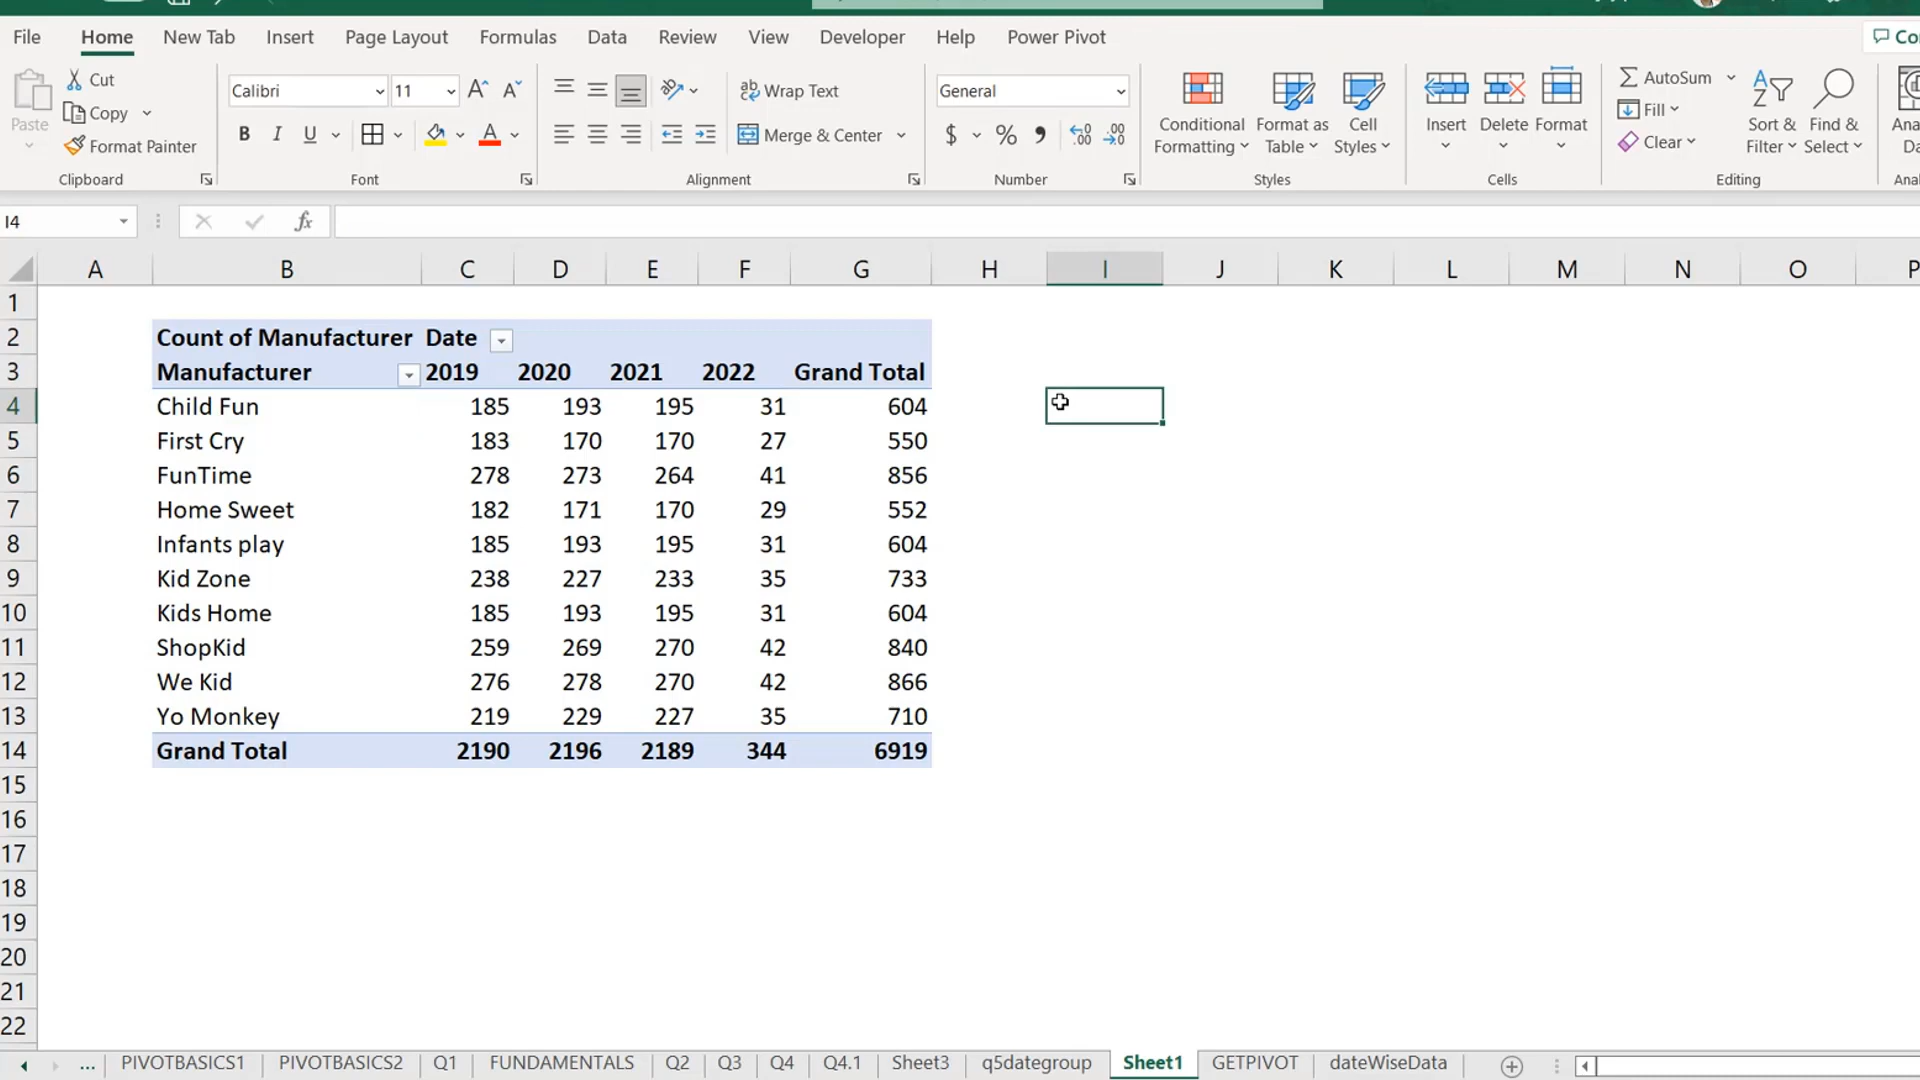 File Home New Tab Insert Page Layout Formulas Data Review View Developer Help Power Pivot
Paste
Cut
Copy
Format Painter
Clipboard
Calibri 11
B I U A
Font
ab Wrap Text
Merge & Center
Alignment
General
$ % 9
Number
Conditional Formatting
Format as Table
Cell Styles
Styles
Insert Delete Format
Cells
AutoSum
Fill
Clear
Sort & Filter
Find & Select
Editing
I4 fx
A B C D E F G H I J K L M N O P
1
2 Count of Manufacturer Date
3 Manufacturer 2019 2020 2021 2022 Grand Total
4 Child Fun 185 193 195 31 604
5 First Cry 183 170 170 27 550
6 FunTime 278 273 264 41 856
7 Home Sweet 182 171 170 29 552
8 Infants play 185 193 195 31 604
9 Kid Zone 238 227 233 35 733
10 Kids Home 185 193 195 31 604
11 ShopKid 259 269 270 42 840
12 We Kid 276 278 270 42 866
13 Yo Monkey 219 229 227 35 710
14 Grand Total 2190 2196 2189 344 6919
15
16
17
18
19
20
21
22
... PIVOTBASICS1 PIVOTBASICS2 Q1 FUNDAMENTALS Q2 Q3 Q4 Q4.1 Sheet3 q5dategroup Sheet1 GETPIVOT dateWiseData